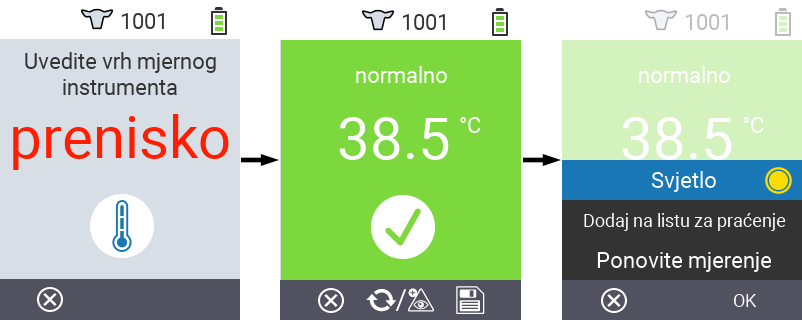 1001
Uvedite vrh mjernog
instrumenta
prenisko
1001
normalno
38.5 °C
1001
normalno
38.5 °C
Svjetlo
Dodaj na listu za praćenje
Ponovite mjerenje
OK